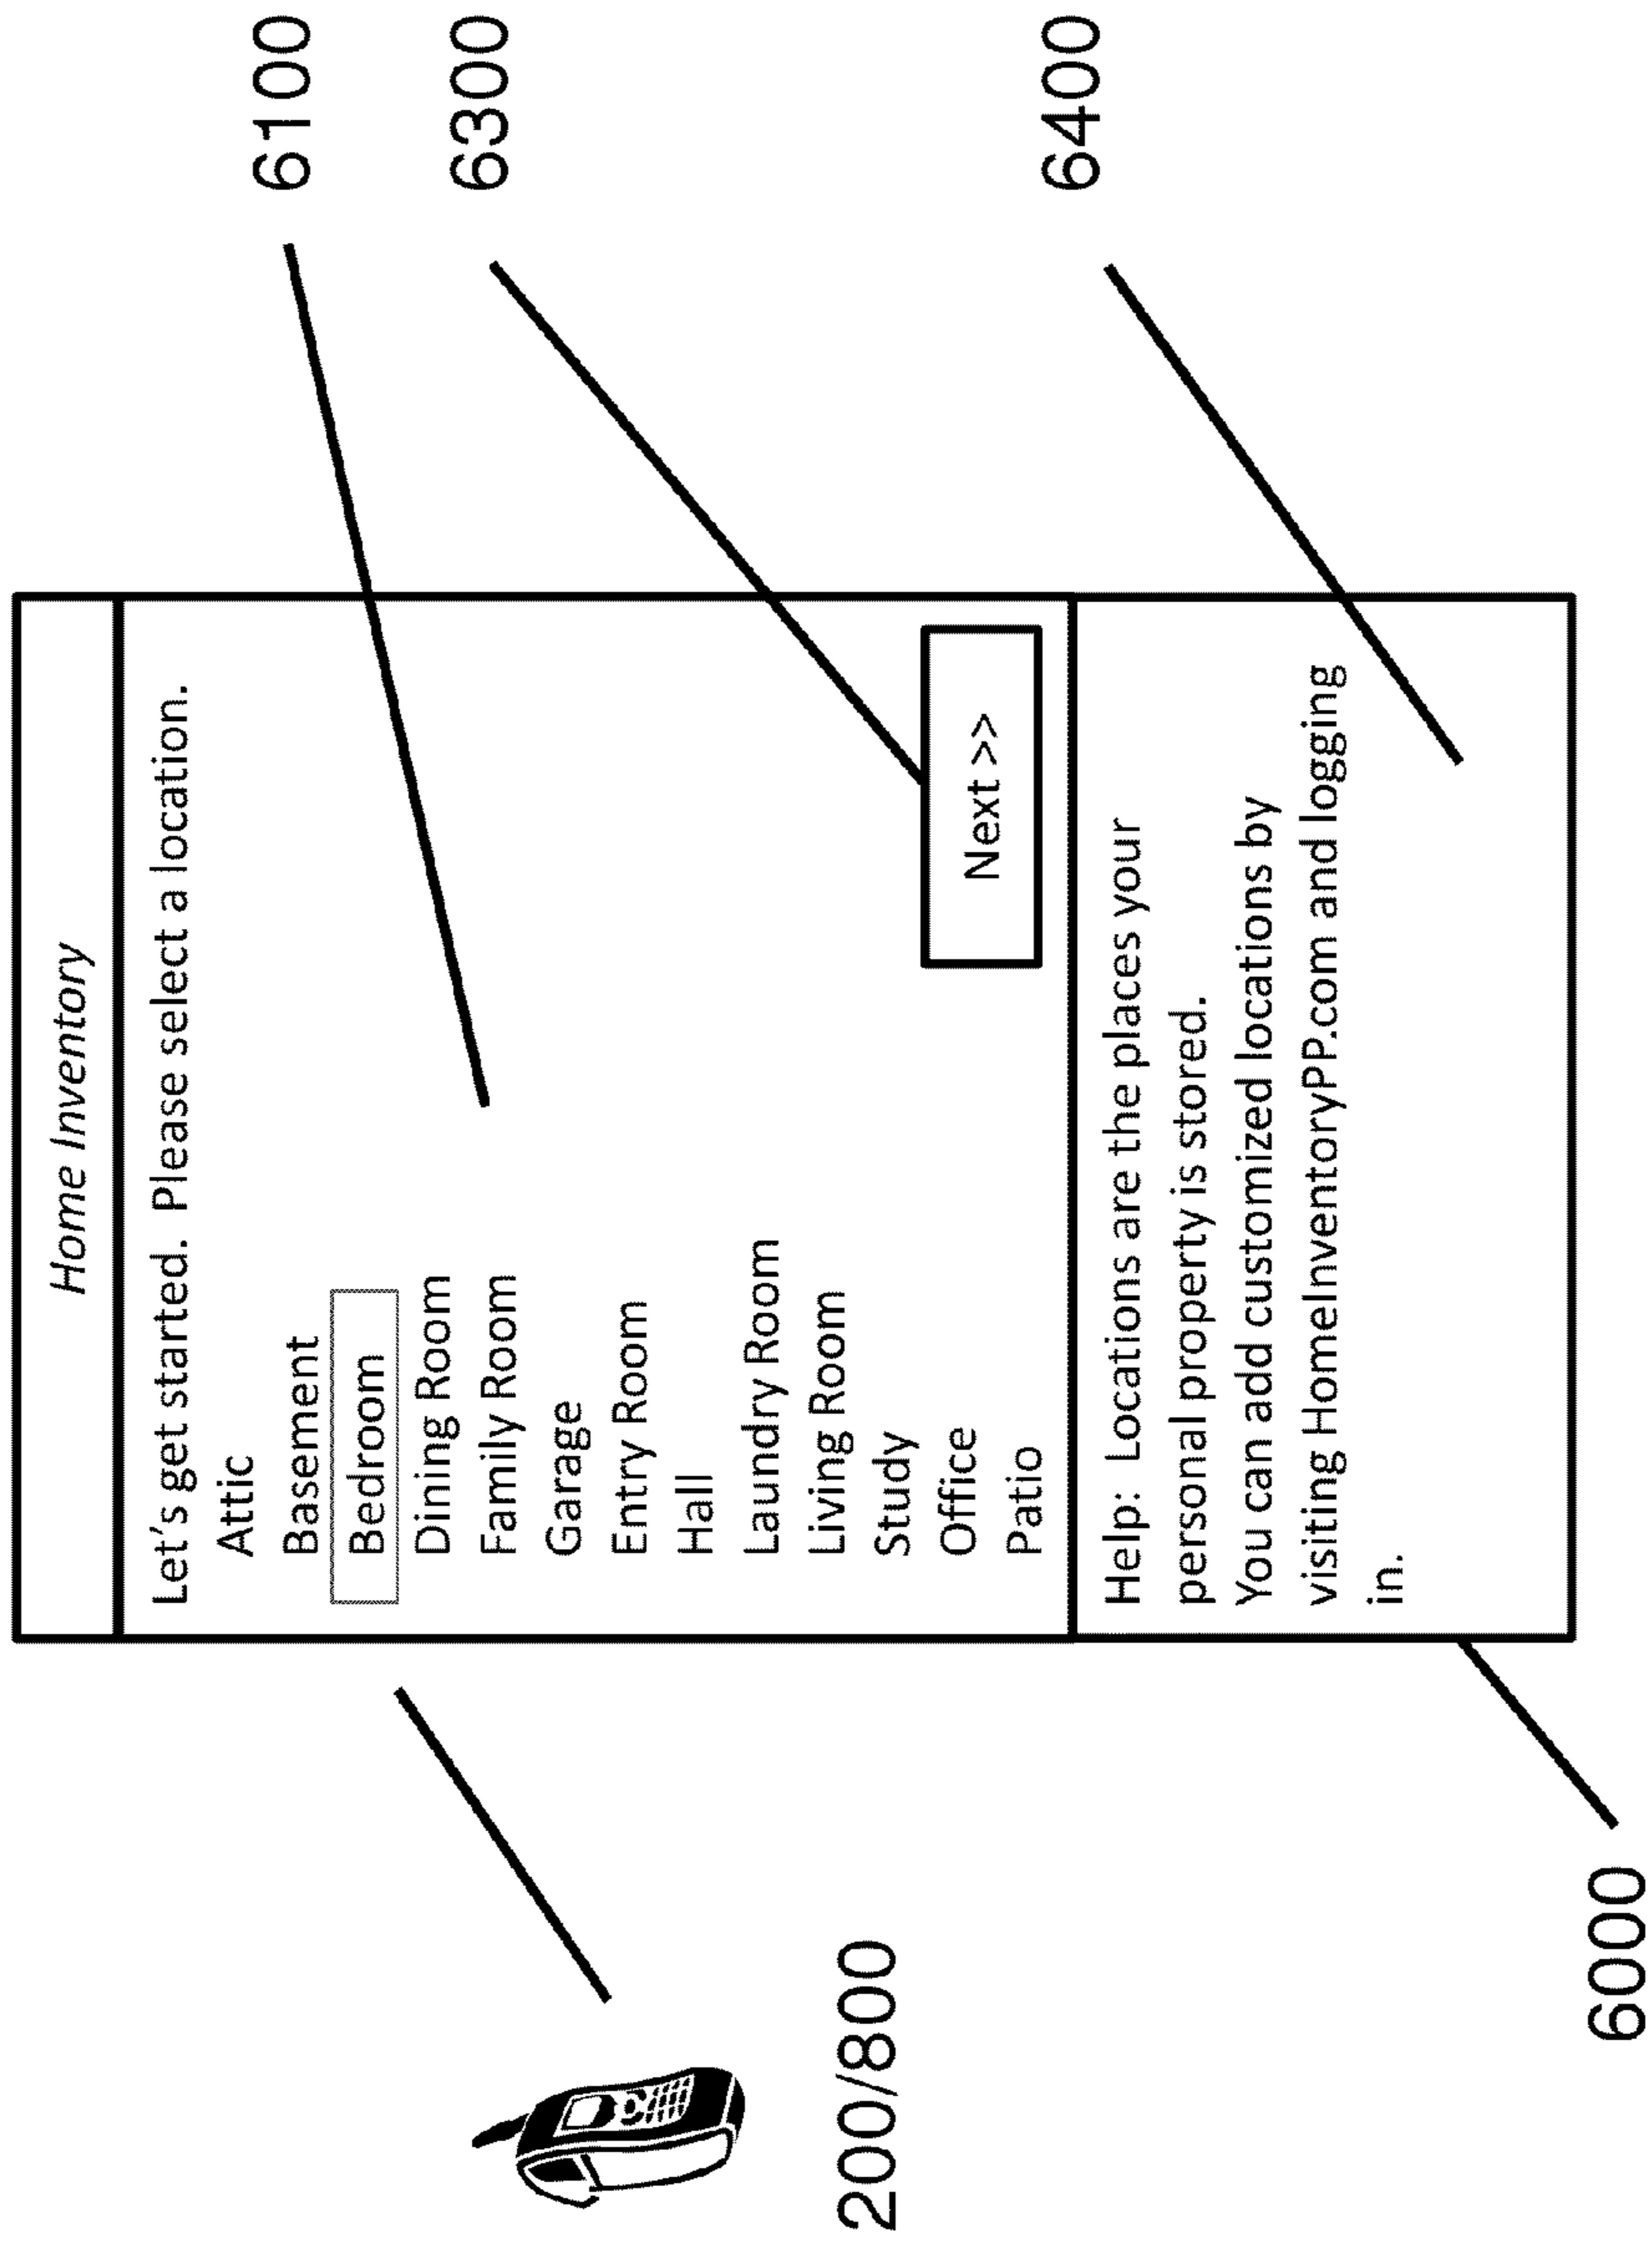 Home Inventory
Let's get started.  Please select a location.
Attic
Basement
Bedroom
Dining Room
Family Room
Garage
Entry Room
Hall
Laundry Room
Living Room
Study
Office
Patio
Next >>
Help:  Locations are the places your
personal property is stored.
You can add customized locations by
visiting HomeInventoryPP.com and logging
in.
6100
6300
6400
200/800
6000